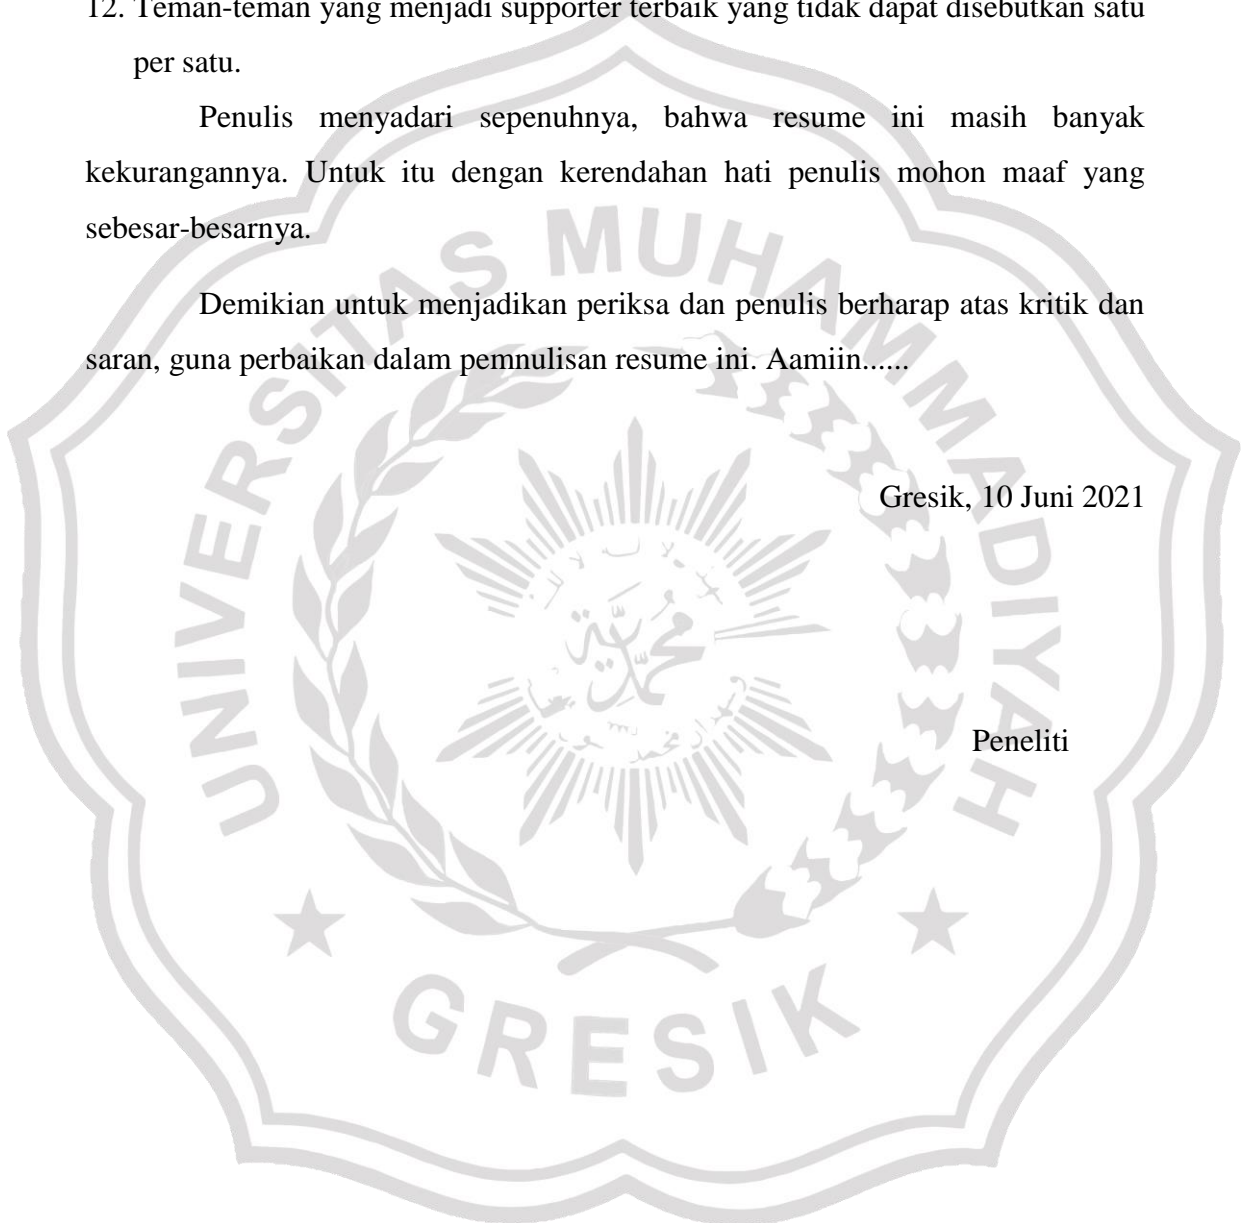 12. Teman-teman yang menjadi supporter terbaik yang tidak dapat disebutkan satu
per satu.
Penulis menyadari sepenuhnya, bahwa resume ini masih banyak
kekurangannya. Untuk itu dengan kerendahan hati penulis mohon maaf yang
sebesar-besarnya.
Demikian untuk menjadikan periksa dan penulis berharap atas kritik dan
saran, guna perbaikan dalam pemnulisan resume ini. Aamiin......
Gresik, 10 Juni 2021
Peneliti
UNIVERSITAS MUHAMMADIYAH
GRESIK